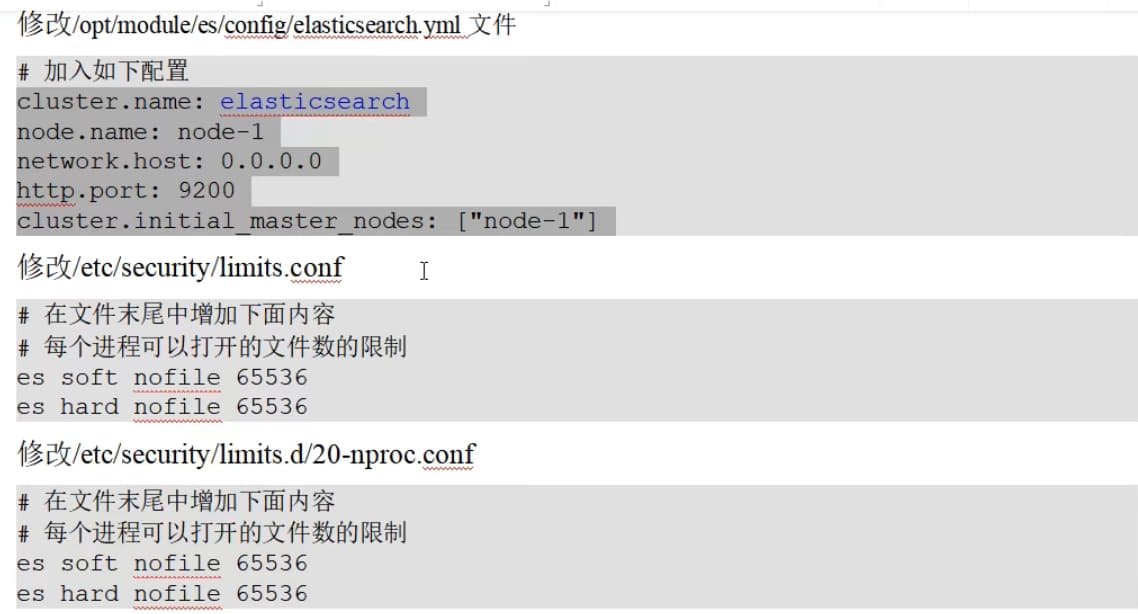 修改/opt/module/es/config/elasticsearch.yml 文件
# 加入如下配置
cluster.name: elasticsearch
node.name: node-1
network.host: 0.0.0.0
http.port: 9200
cluster.initial_master_nodes: ["node-1"]
修改/etc/security/limits.conf
# 在文件末尾中增加下面内容
# 每个进程可以打开的文件数的限制
es soft nofile 65536
es hard nofile 65536
修改/etc/security/limits.d/20-nproc.conf
# 在文件末尾中增加下面内容
# 每个进程可以打开的文件数的限制
es soft nofile 65536
es hard nofile 65536